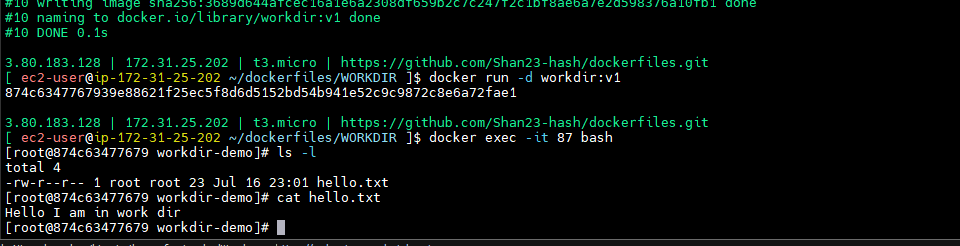 #10 writing image sha256:3689d644afcec16a1e6a2308df659b2c7c247f2c1bf8ae6a7e2d598376a10fb1 done
#10 naming to docker.io/library/workdir:v1 done
#10 DONE 0.1s
3.80.183.128 | 172.31.25.202 | t3.micro | https://github.com/Shan23-hash/dockerfiles.git
[ ec2-user@ip-172-31-25-202 ~/dockerfiles/WORKDIR ]$ docker run -d workdir:v1
874c6347767939e88621f25ec5f8d6d5152bd54b941e52c9c9872c8e6a72fae1
3.80.183.128 | 172.31.25.202 | t3.micro | https://github.com/Shan23-hash/dockerfiles.git
[ ec2-user@ip-172-31-25-202 ~/dockerfiles/WORKDIR ]$ docker exec -it 87 bash
[root@874c63477679 workdir-demo]# ls -l
total 4
-rw-r--r-- 1 root root 23 Jul 16 23:01 hello.txt
[root@874c63477679 workdir-demo]# cat hello.txt
Hello I am in work dir
[root@874c63477679 workdir-demo]#